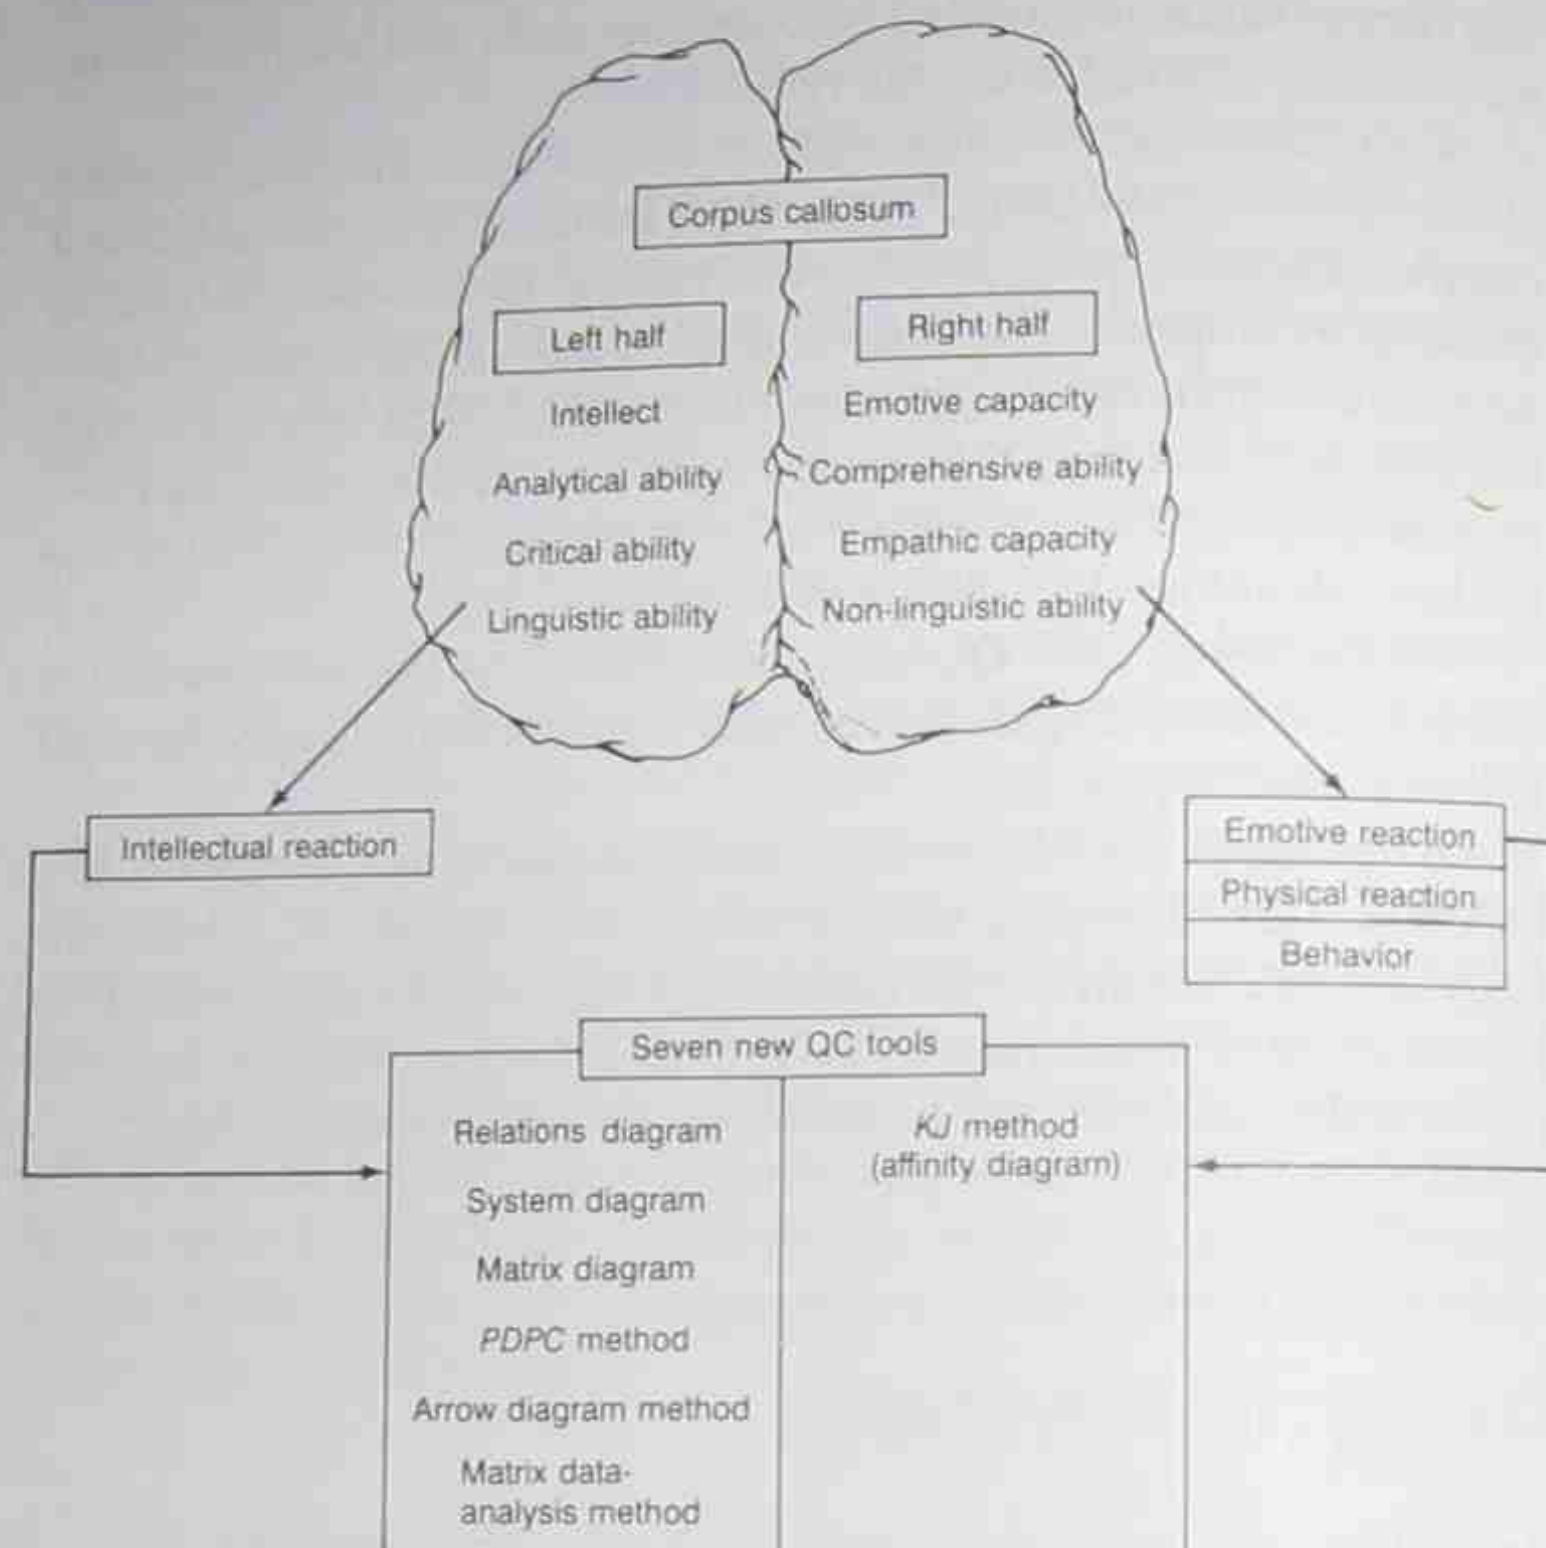 Corpus callosum
Left half
Intellect
Analytical ability
Critical ability
Linguistic ability
Right half
Emotive capacity
Comprehensive ability
Empathic capacity
Non-linguistic ability
Intellectual reaction
Emotive reaction
Physical reaction
Behavior
Seven new QC tools
Relations diagram
System diagram
Matrix diagram
PDPC method
Arrow diagram method
Matrix data-
analysis method
KJ method
(affinity diagram)